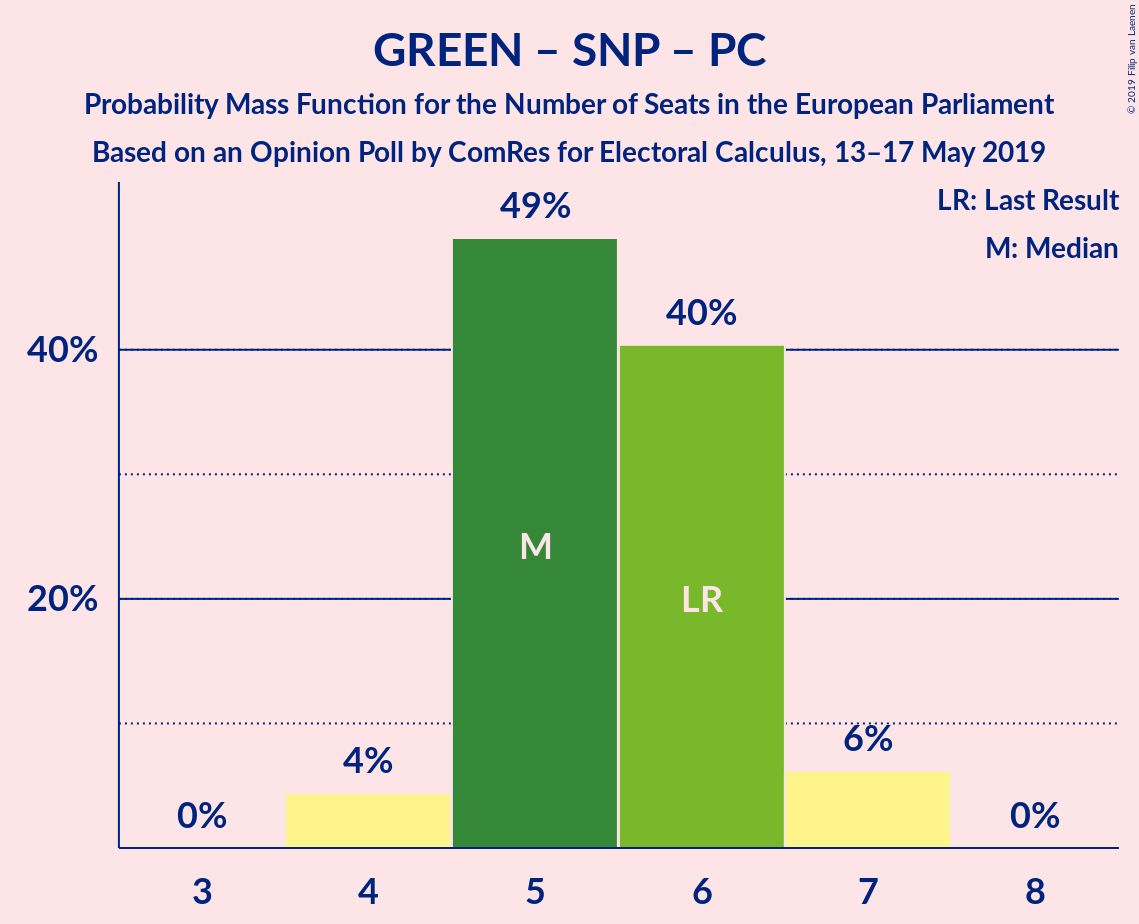 GREEN – SNP – PC
Probability Mass Function for the Number of Seats in the European Parliament
Based on an Opinion Poll by ComRes for Electoral Calculus, 13–17 May 2019
© 2019 Filip van Laenen
LR: Last Result
M: Median
49%
40%
40%
M
LR
20%
6%
4%
0%
0%
3 4 5 6 7 8